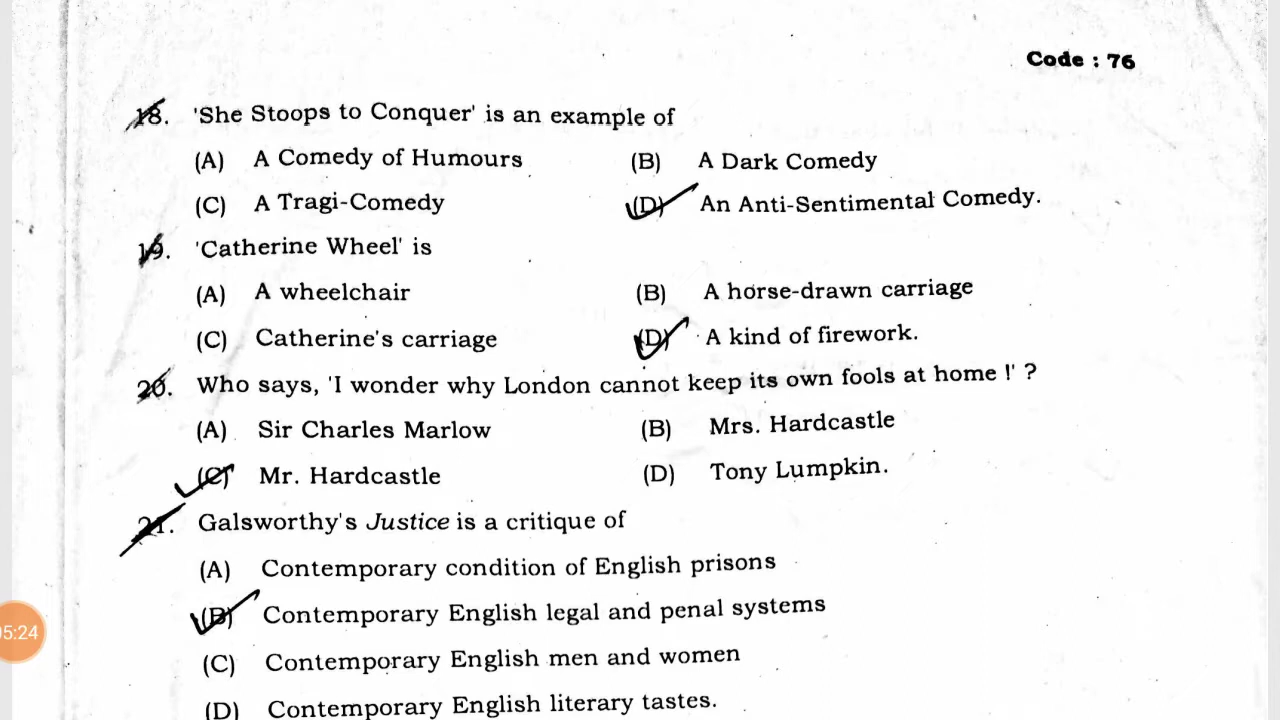 Code : 76
18. 'She Stoops to Conquer' is an example of
(A) A Comedy of Humours (B) A Dark Comedy
(C) A Tragi-Comedy (D) An Anti-Sentimental Comedy.
19. 'Catherine Wheel' is
(A) A wheelchair (B) A horse-drawn carriage
(C) Catherine's carriage (D) A kind of firework.
20. Who says, 'I wonder why London cannot keep its own fools at home !' ?
(A) Sir Charles Marlow (B) Mrs. Hardcastle
(C) Mr. Hardcastle (D) Tony Lumpkin.
21. Galsworthy's Justice is a critique of
(A) Contemporary condition of English prisons
(B) Contemporary English legal and penal systems
05:24
(C) Contemporary English men and women
(D) Contemporary English literary tastes.